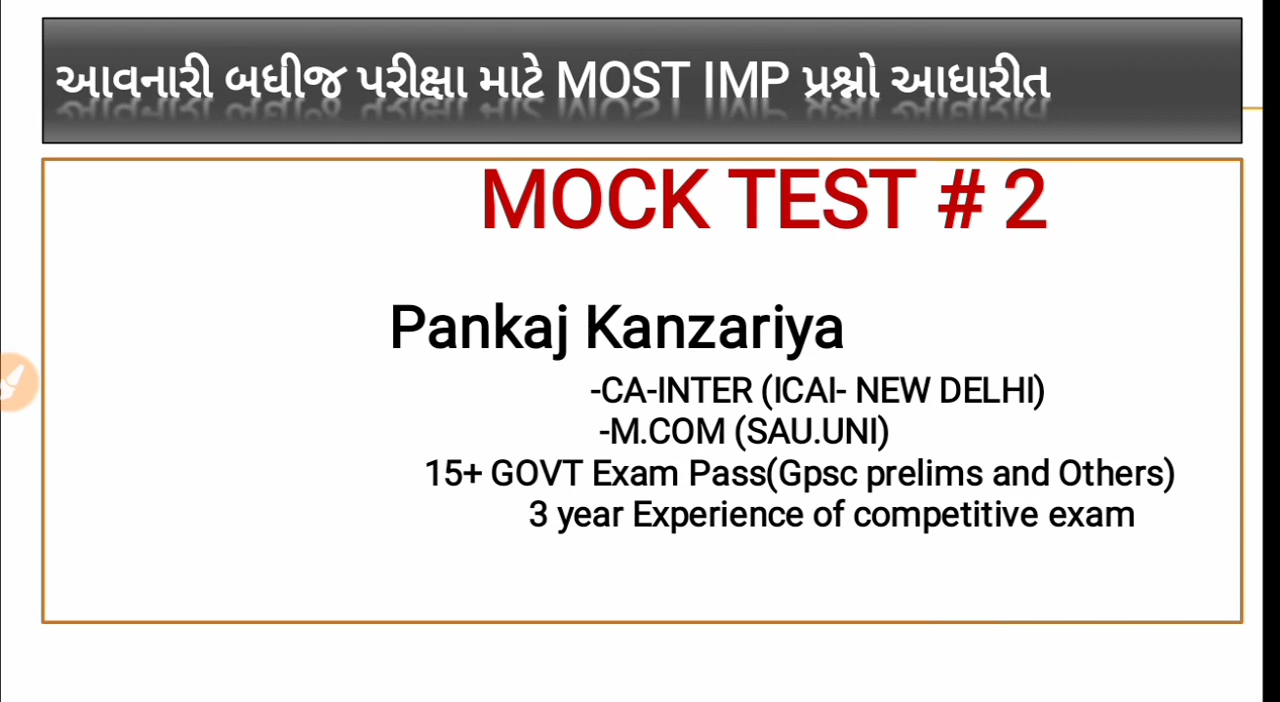 આવનારી બધીજ પરીક્ષા માટે MOST IMP પ્રશ્નો આધારીત
MOCK TEST # 2
Pankaj Kanzariya
-CA-INTER (ICAI- NEW DELHI)
-M.COM (SAU.UNI)
15+ GOVT Exam Pass(Gpsc prelims and Others)
3 year Experience of competitive exam